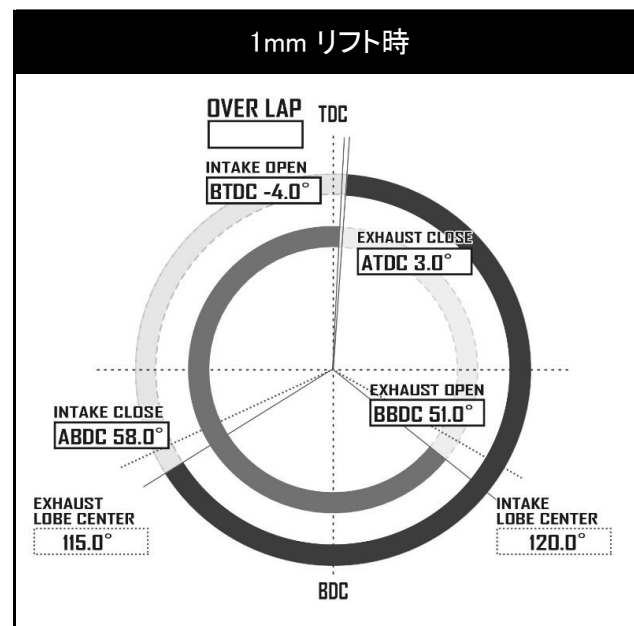 1mm リフト時
OVER LAP
TDC
INTAKE OPEN
BTDC -4.0°
EXHAUST CLOSE
ATDC 3.0°
EXHAUST OPEN
BBDC 51.0°
INTAKE CLOSE
ABDC 58.0°
EXHAUST
LOBE CENTER
115.0°
INTAKE
LOBE CENTER
120.0°
BDC